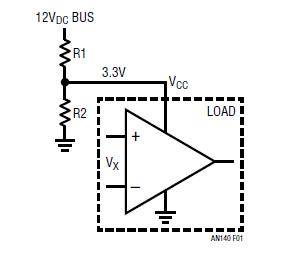 12VDC BUS
R1
3.3V
VCC
R2
LOAD
+
VX
–
AN140 F01